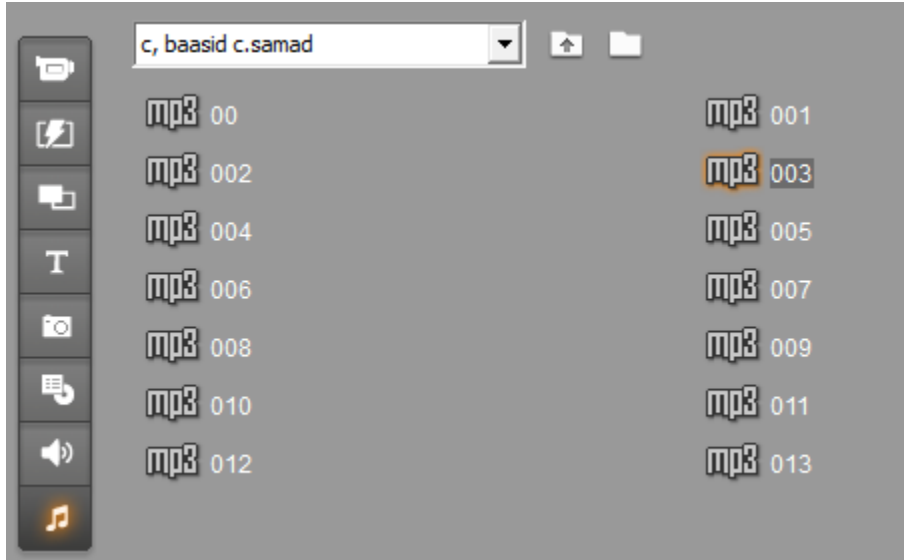 c, baasid c.samad
mp3 00 mp3 001
mp3 002 mp3 003
T
mp3 004 mp3 005
mp3 006 mp3 007
mp3 008 mp3 009
mp3 010 mp3 011
mp3 012 mp3 013